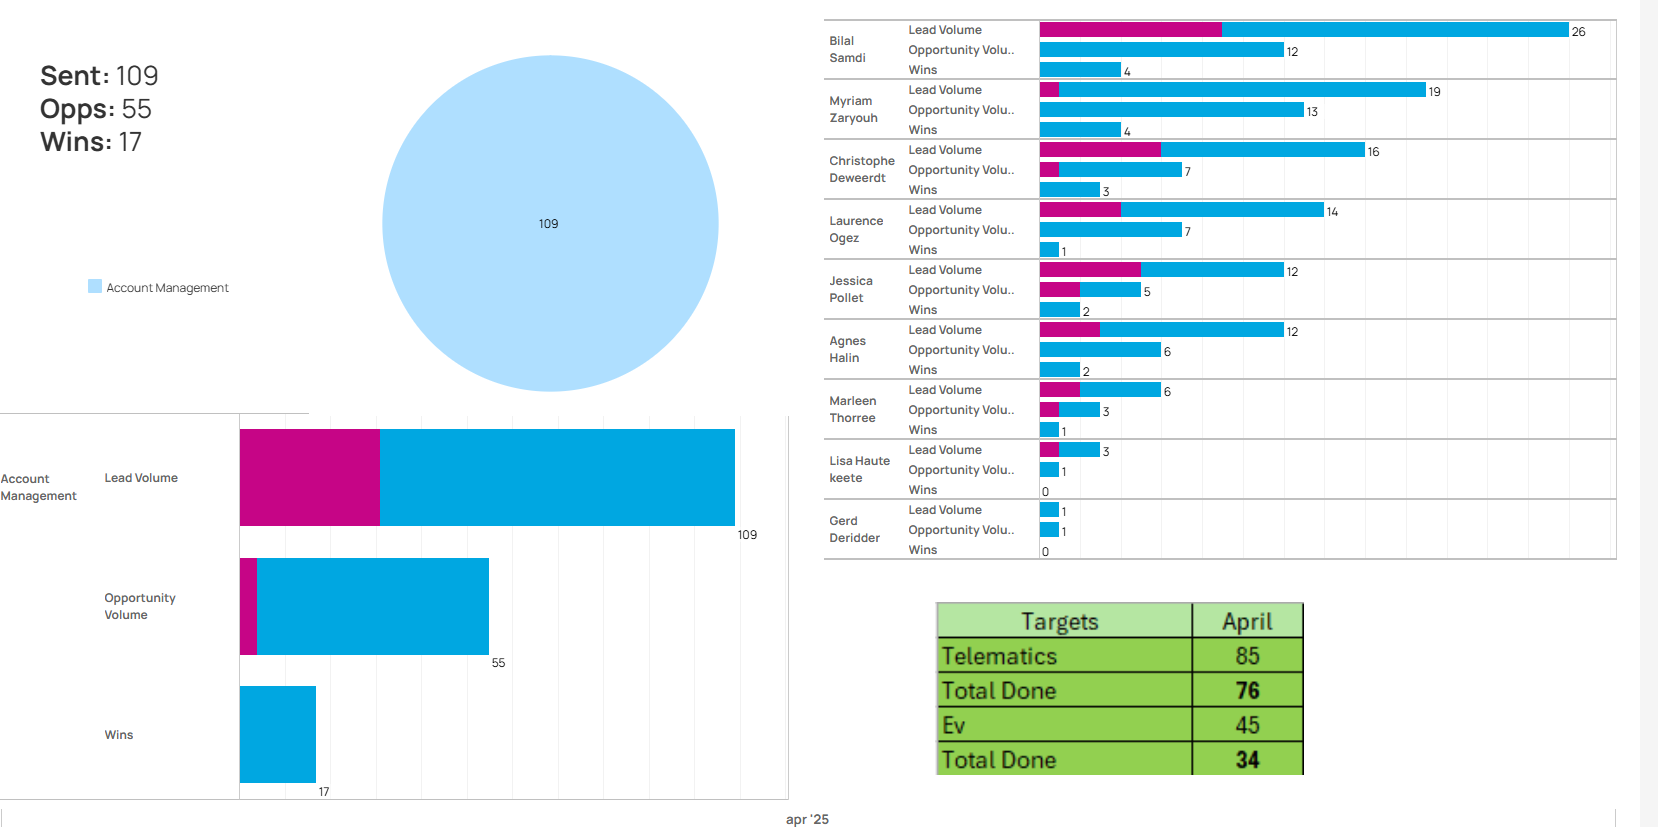 Sent: 109
Opps: 55
Wins: 17
109
Account Management
Account
Management
Lead Volume
109
Opportunity
Volume
55
Wins
17
Bilal
Samdi
Lead Volume
26
Opportunity Volu..
12
Wins
4
Myriam
Zaryouh
Lead Volume
19
Opportunity Volu..
13
Wins
4
Christophe
Deweerdt
Lead Volume
16
Opportunity Volu..
7
Wins
3
Laurence
Ogez
Lead Volume
14
Opportunity Volu..
7
Wins
1
Jessica
Pollet
Lead Volume
12
Opportunity Volu..
5
Wins
2
Agnes
Halin
Lead Volume
12
Opportunity Volu..
6
Wins
2
Marleen
Thorree
Lead Volume
6
Opportunity Volu..
3
Wins
1
Lisa Haute
keete
Lead Volume
3
Opportunity Volu..
1
Wins
0
Gerd
Deridder
Lead Volume
1
Opportunity Volu..
1
Wins
0
Targets April
Telematics 85
Total Done 76
Ev 45
Total Done 34
apr '25